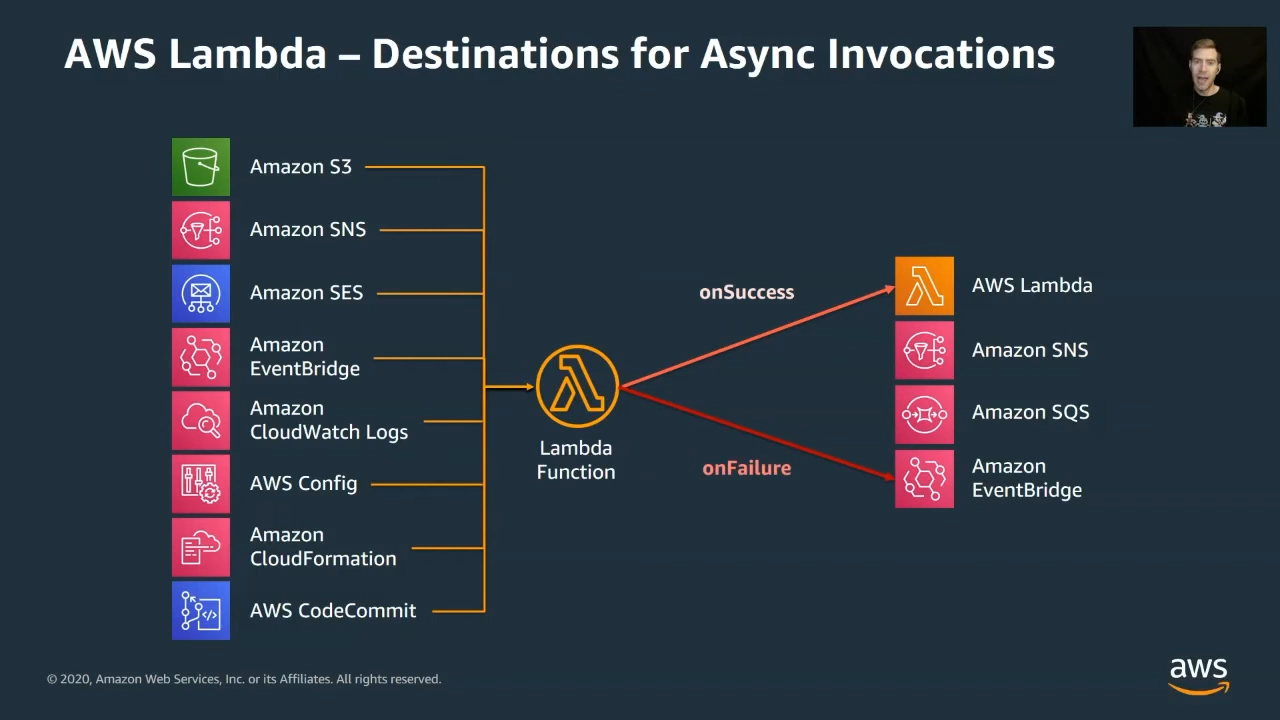 AWS Lambda – Destinations for Async Invocations
Amazon S3
Amazon SNS
Amazon SES
Amazon
EventBridge
Amazon
CloudWatch Logs
AWS Config
Amazon
CloudFormation
AWS CodeCommit
Lambda
Function
onSuccess
onFailure
AWS Lambda
Amazon SNS
Amazon SQS
Amazon
EventBridge
© 2020, Amazon Web Services, Inc. or its Affiliates. All rights reserved.
aws